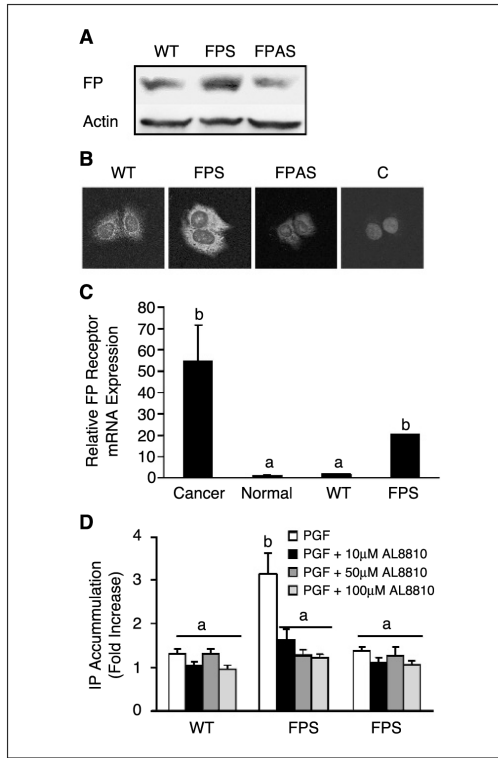 A
WT FPS FPAS
FP
Actin
B
WT FPS FPAS C
C
Relative FP Receptor
mRNA Expression
80
70
60
50
40
30
20
10
0
b
a
a
b
Cancer Normal WT FPS
D
IP Accummulation
(Fold Increase)
4
3
2
1
0
PGF
PGF + 10μM AL8810
PGF + 50μM AL8810
PGF + 100μM AL8810
a
b
a
a
WT FPS FPS